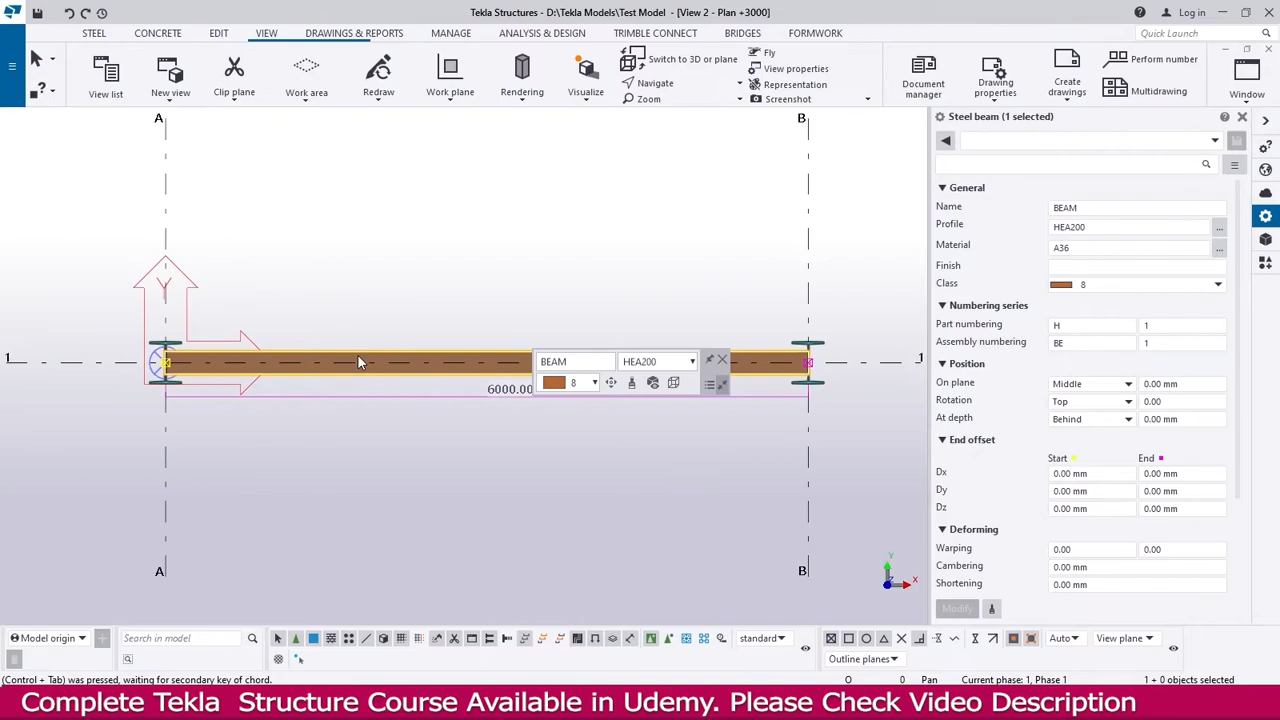 Tekla Structures - D:\Tekla Models\Test Model - [View 2 - Plan +3000]
Log in
STEEL CONCRETE EDIT VIEW DRAWINGS & REPORTS MANAGE ANALYSIS & DESIGN TRIMBLE CONNECT BRIDGES FORMWORK
Quick Launch
View list
New view
Clip plane
Work area
Redraw
Work plane
Rendering
Visualize
Switch to 3D or plane
Navigate
Zoom
Fly
View properties
Representation
Screenshot
Document manager
Drawing properties
Create drawings
Perform number
Multidrawing
Window
A
B
Y
1
1
6000.00
BEAM
HEA200
8
A
B
Y
X
Steel beam (1 selected)
General
Name BEAM
Profile HEA200 ...
Material A36 ...
Finish
Class 8
Numbering series
Part numbering H 1
Assembly numbering BE 1
Position
On plane Middle 0.00 mm
Rotation Top 0.00
At depth Behind 0.00 mm
End offset
Start End
Dx 0.00 mm 0.00 mm
Dy 0.00 mm 0.00 mm
Dz 0.00 mm 0.00 mm
Deforming
Warping 0.00 0.00
Cambering 0.00 mm
Shortening 0.00 mm
Modify
Model origin
Search in model
standard
Auto
View plane
Outline planes
(Control + Tab) was pressed, waiting for secondary key of chord.
O 0 Pan Current phase: 1, Phase 1 1 + 0 objects selected
Complete Tekla Structure Course Available in Udemy. Please Check Video Description